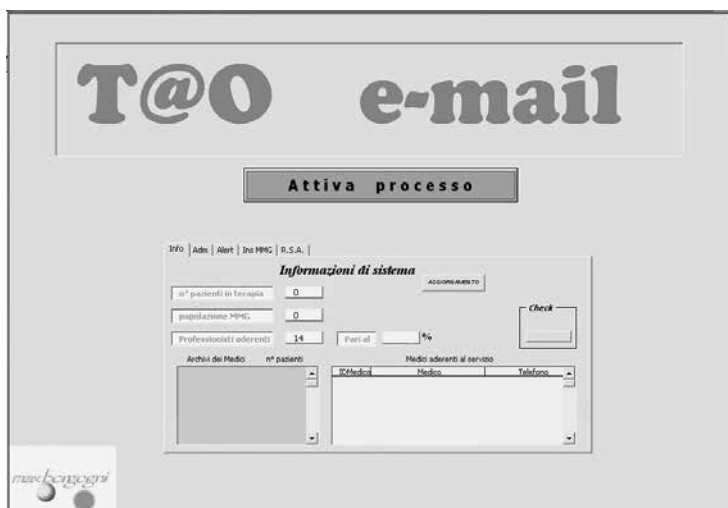 T@O e-mail
Attiva processo
Info Adm Alert Ins MMG R.S.A.
Informazioni di sistema
AGGIORNAMENTO
n° pazienti in terapia 0
popolazione MMG 0
Check
Professionisti aderenti 14 Pari al %
Archivi dei Medici n° pazienti Medici aderenti al servizio
IDMedico Medico Telefono
maxborgogni